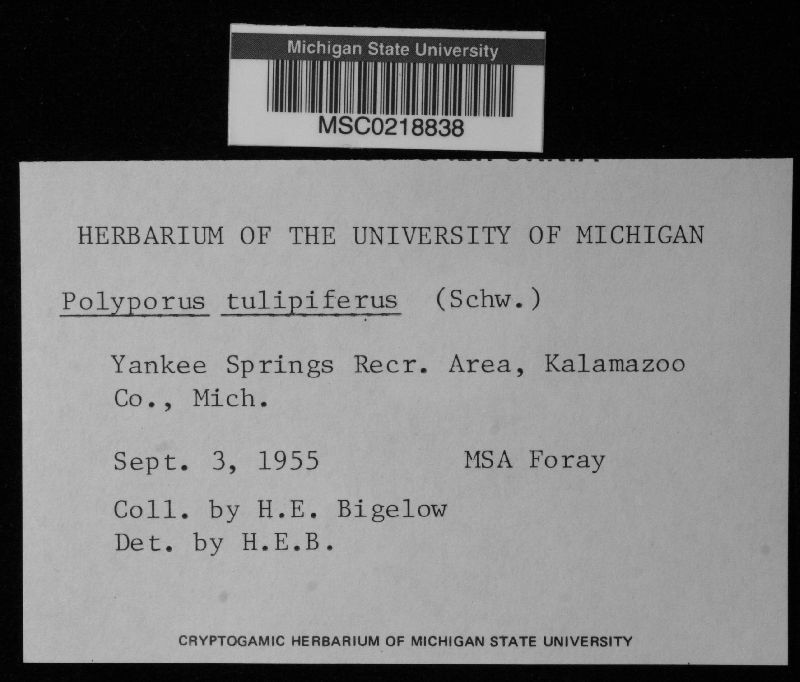 Michigan State University
MSC0218838
HERBARIUM OF THE UNIVERSITY OF MICHIGAN
Polyporus tulipiferus (Schw.)
Yankee Springs Recr. Area, Kalamazoo
Co., Mich.
Sept. 3, 1955 MSA Foray
Coll. by H.E. Bigelow
Det. by H.E.B.
CRYPTOGAMIC HERBARIUM OF MICHIGAN STATE UNIVERSITY